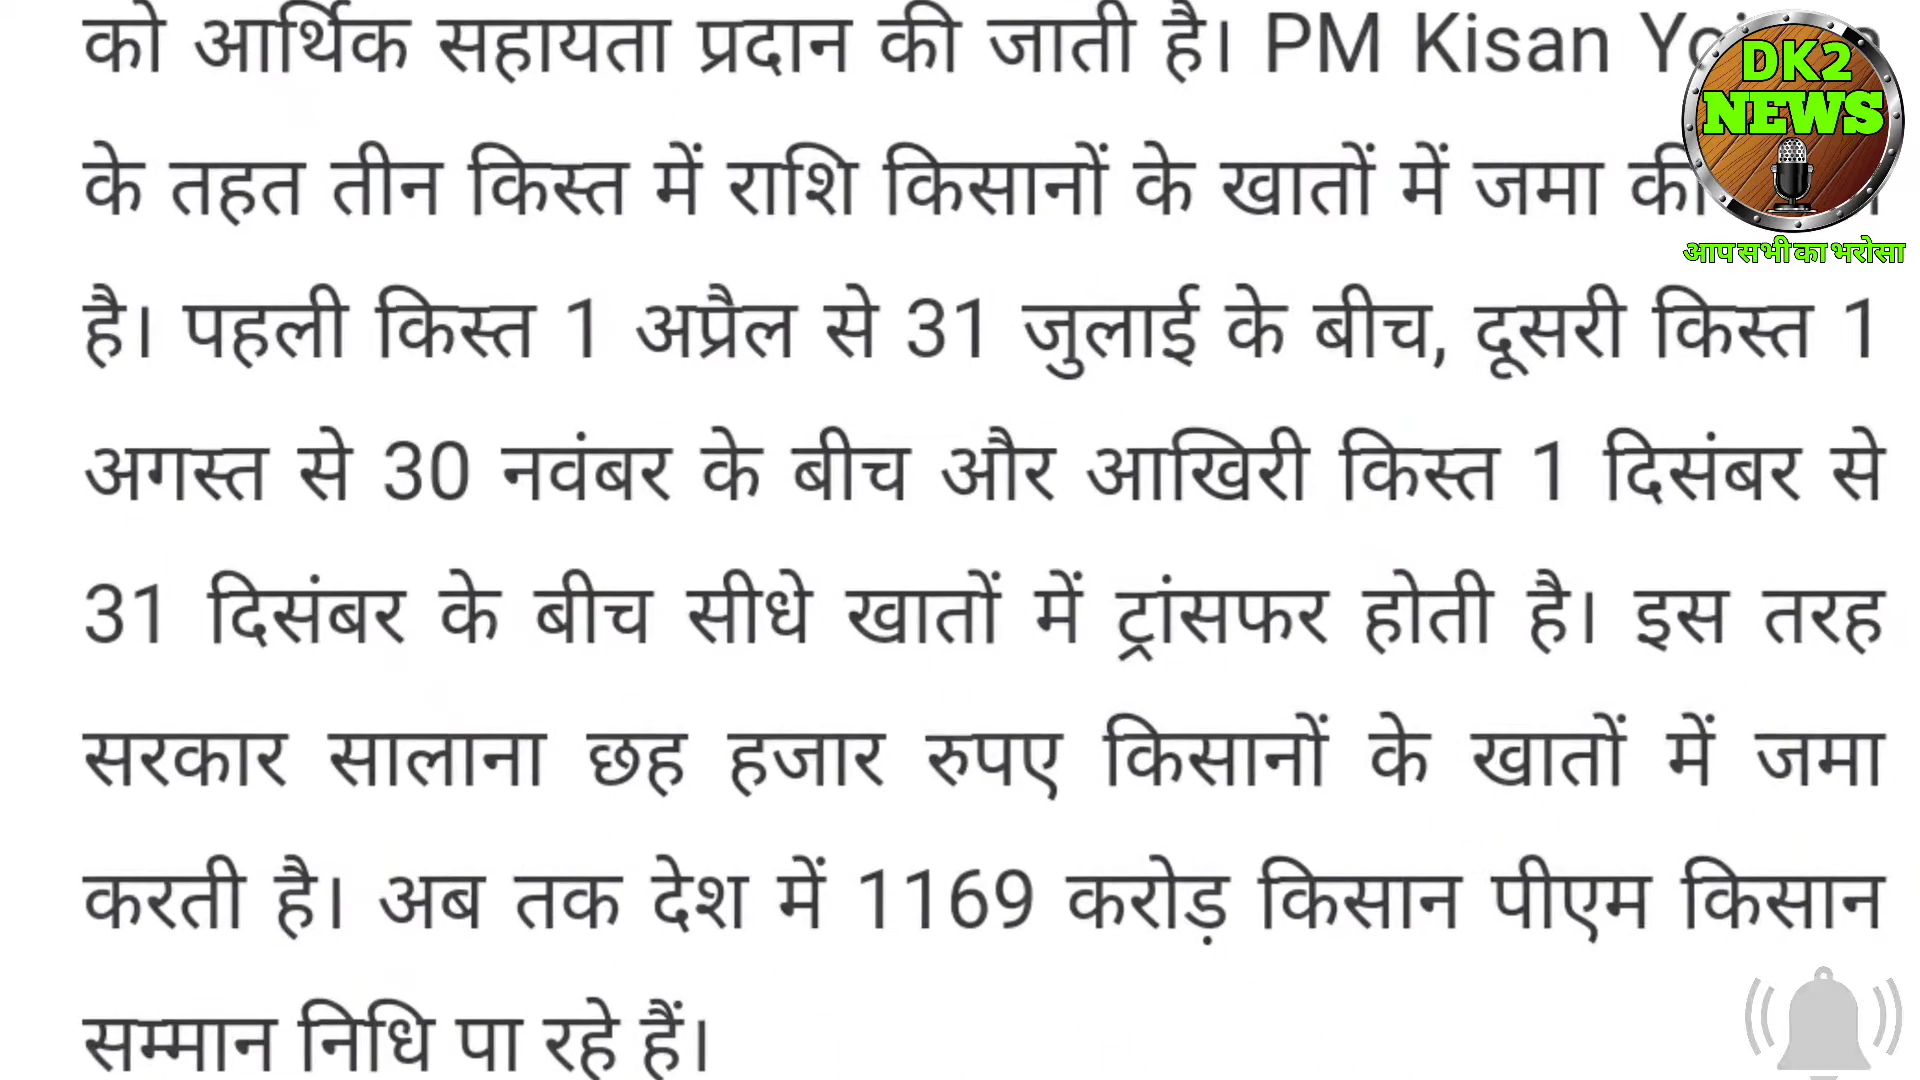 को आर्थिक सहायता प्रदान की जाती है। PM Kisan
DK2
NEWS
के तहत तीन किस्त में राशि किसानों के खातों में जमा की
आप सभी का भरोसा
है। पहली किस्त 1 अप्रैल से 31 जुलाई के बीच, दूसरी किस्त 1
अगस्त से 30 नवंबर के बीच और आखिरी किस्त 1 दिसंबर से
31 दिसंबर के बीच सीधे खातों में ट्रांसफर होती है। इस तरह
सरकार सालाना छह हजार रुपए किसानों के खातों में जमा
करती है। अब तक देश में 1169 करोड़ किसान पीएम किसान
सम्मान निधि पा रहे हैं।